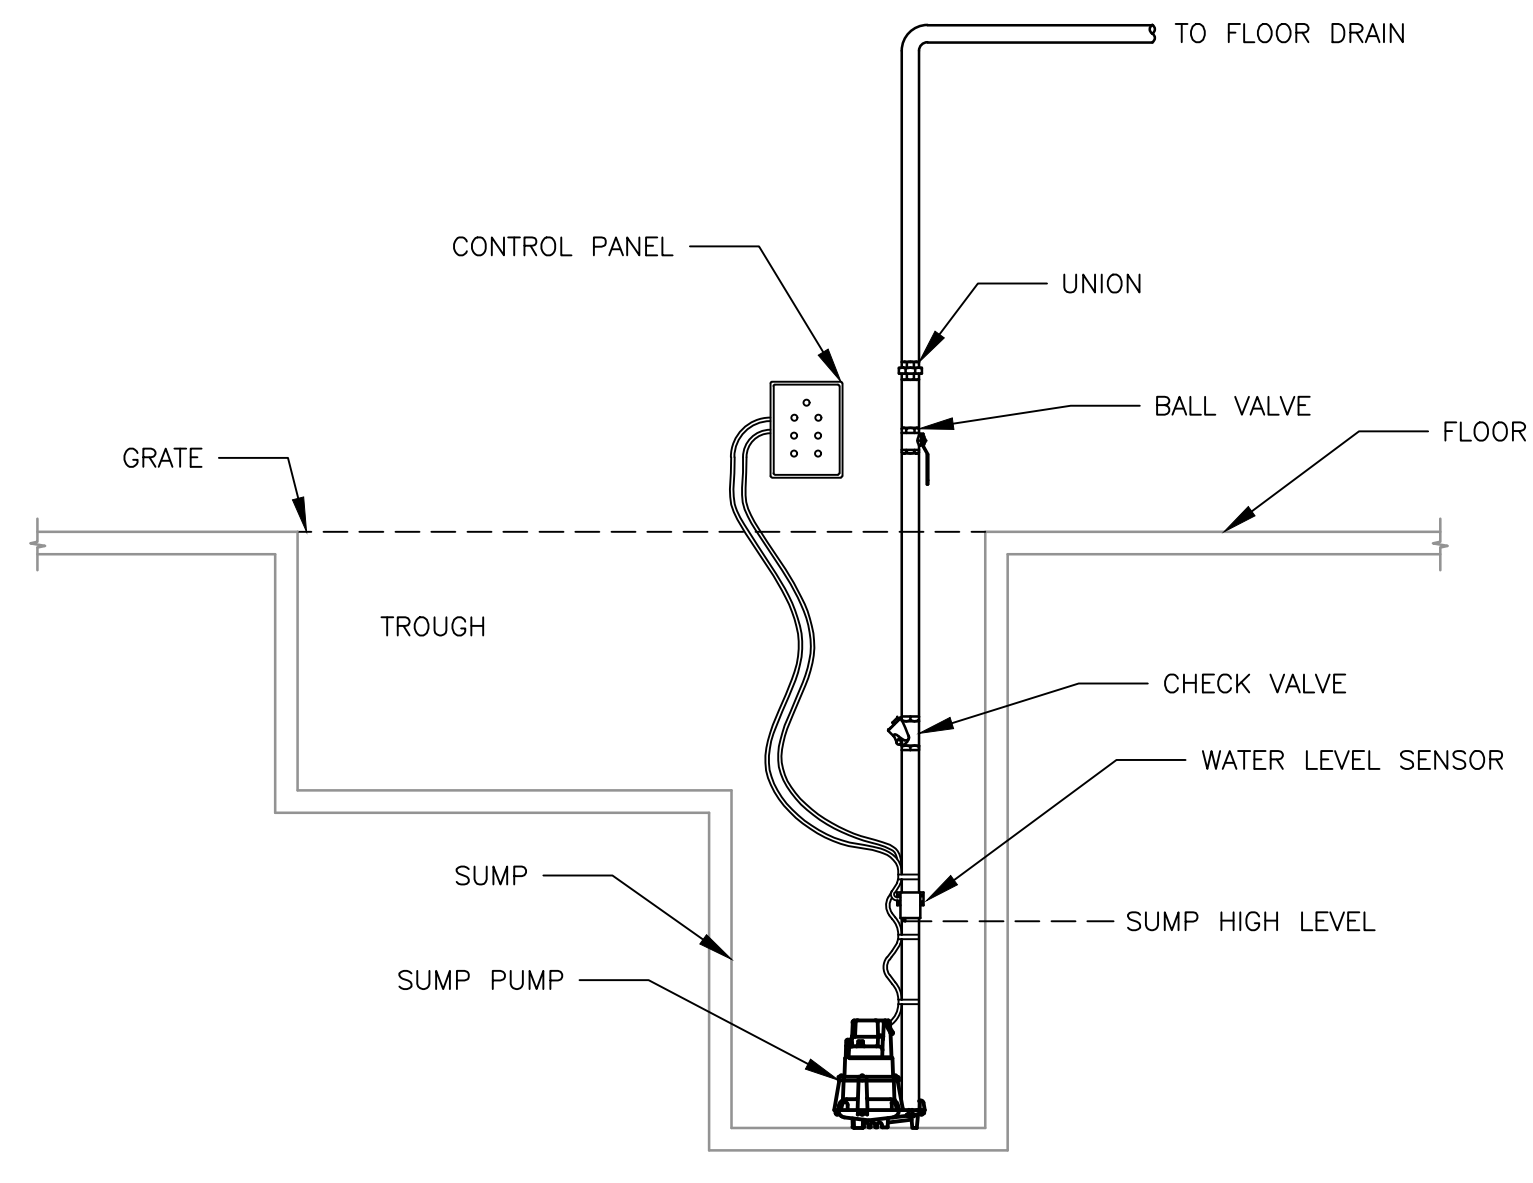 TO FLOOR DRAIN
CONTROL PANEL
UNION
BALL VALVE
FLOOR
GRATE
TROUGH
CHECK VALVE
WATER LEVEL SENSOR
SUMP
SUMP HIGH LEVEL
SUMP PUMP